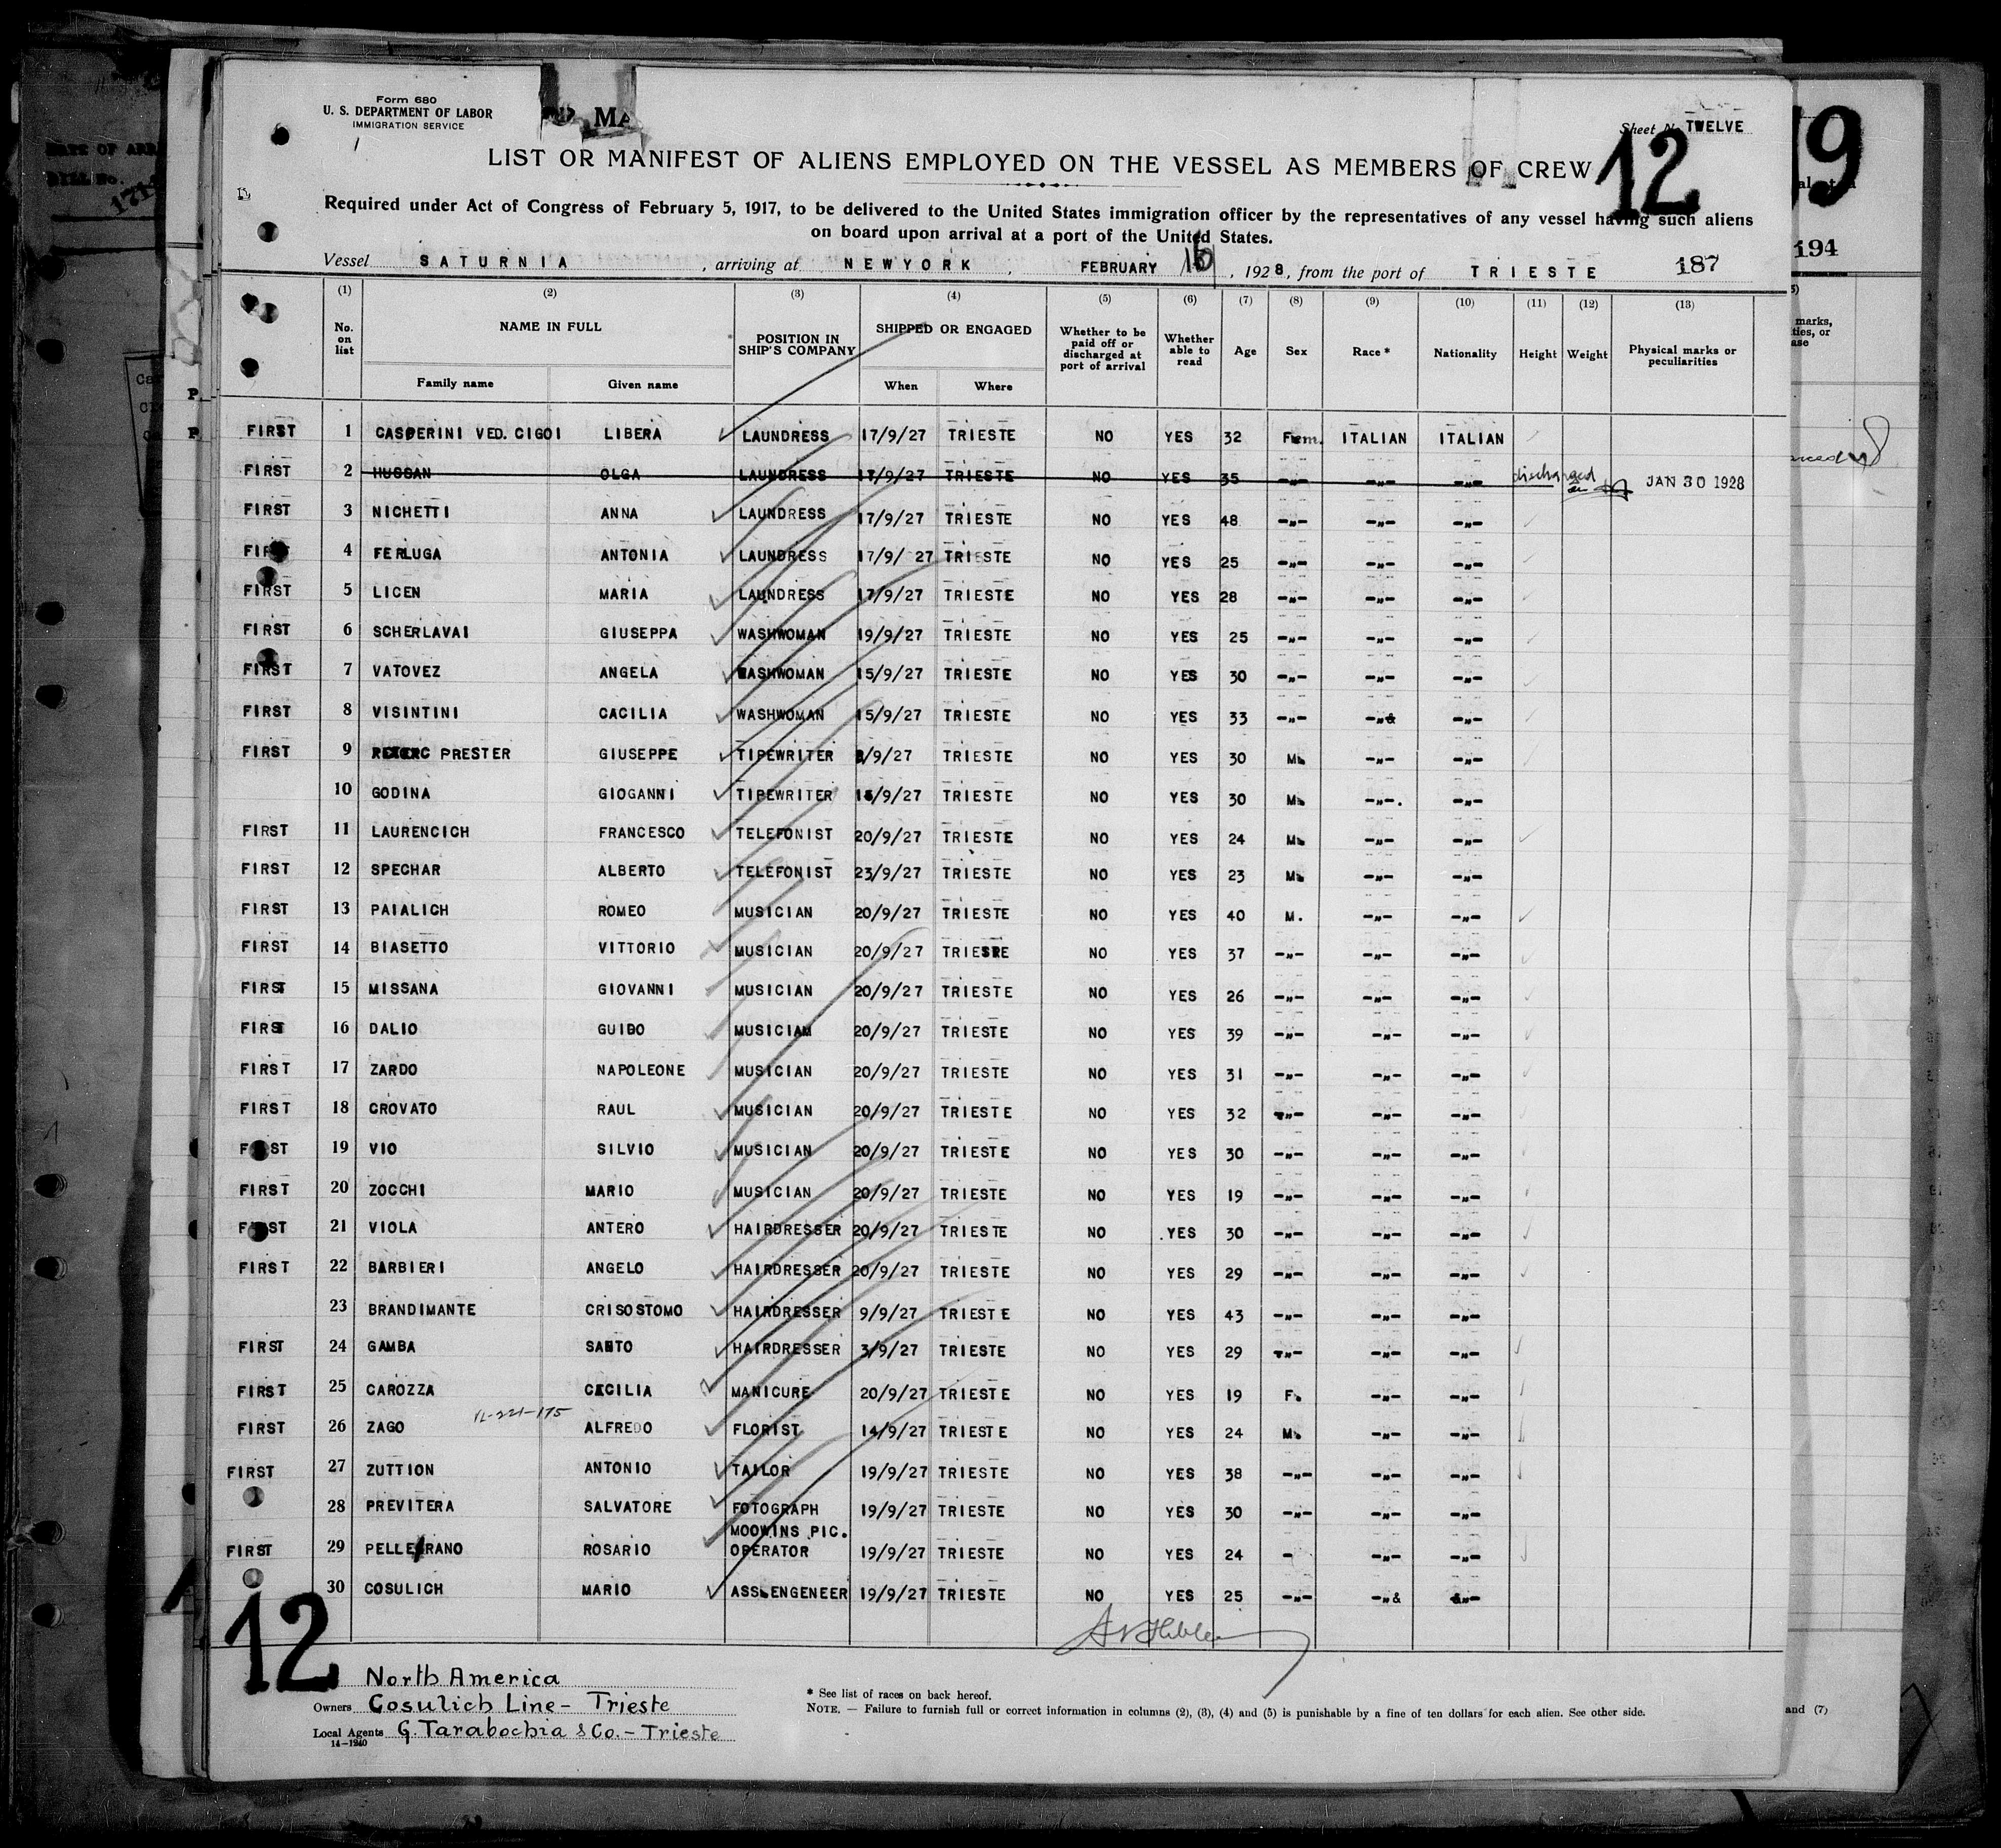 Form 680
U. S. DEPARTMENT OF LABOR
IMMIGRATION SERVICE
Sheet No. TWELVE
12
LIST OR MANIFEST OF ALIENS EMPLOYED ON THE VESSEL AS MEMBERS OF CREW
Required under Act of Congress of February 5, 1917, to be delivered to the United States immigration officer by the representatives of any vessel having such aliens
on board upon arrival at a port of the United States.
Vessel SATURNIA, arriving at NEWYORK, FEBRUARY 16, 1928, from the port of TRIESTE 187
(1) (2) (3) (4) (5) (6) (7) (8) (9) (10) (11) (12) (13)
No. on list NAME IN FULL Family name Given name POSITION IN SHIP'S COMPANY SHIPPED OR ENGAGED When Where Whether to be paid off or discharged at port of arrival Whether able to read Age Sex Race * Nationality Height Weight Physical marks or peculiarities
FIRST 1 CASPERINI VED. CIGOI LIBERA LAUNDRESS 17/9/27 TRIESTE NO YES 32 Fem. ITALIAN ITALIAN
FIRST 2 HUSSAN OLGA LAUNDRESS 17/9/27 TRIESTE NO YES 35 -"- -"- -"- discharged JAN 30 1928
FIRST 3 NICHETTI ANNA LAUNDRESS 17/9/27 TRIESTE NO YES 48 -"- -"- -"-
FIRST 4 FERLUGA ANTONIA LAUNDRESS 17/9/ 27 TRIESTE NO YES 25 -"- -"- -"-
FIRST 5 LICEN MARIA LAUNDRESS 17/9/27 TRIESTE NO YES 28 -"- -"- -"-
FIRST 6 SCHERLAVAI GIUSEPPA WASHWOMAN 19/9/27 TRIESTE NO YES 25 -"- -"- -"-
FIRST 7 VATOVEZ ANGELA WASHWOMAN 15/9/27 TRIESTE NO YES 30 -"- -"- -"-
FIRST 8 VISINTINI CACILIA WASHWOMAN 15/9/27 TRIESTE NO YES 33 -"- -"& -"-
FIRST 9 PRESTER GIUSEPPE TIPEWRITER /9/27 TRIESTE NO YES 30 M. -"- -"-
10 GODINA GIOGANNI TIPEWRITER 16/9/27 TRIESTE NO YES 30 M. -"-. -"-
FIRST 11 LAURENCICH FRANCESCO TELEFONIST 20/9/27 TRIESTE NO YES 24 M. -"- -"-
FIRST 12 SPECHAR ALBERTO TELEFONIST 23/9/27 TRIESTE NO YES 23 M. -"- -"-
FIRST 13 PAIALICH ROMEO MUSICIAN 20/9/27 TRIESTE NO YES 40 M. -"- -"-
FIRST 14 BIASETTO VITTORIO MUSICIAN 20/9/27 TRIESTE NO YES 37 -"- -"- -"-
FIRST 15 MISSANA GIOVANNI MUSICIAN 20/9/27 TRIESTE NO YES 26 -"- -"- -"-
FIRST 16 DALIO GUIDO MUSICIAM 20/9/27 TRIESTE NO YES 39 -"- -"- -"-
FIRST 17 ZARDO NAPOLEONE MUSICIAN 20/9/27 TRIESTE NO YES 31 -"- -"- -"-
FIRST 18 CROVATO RAUL MUSICIAN 20/9/27 TRIESTE NO YES 32 -"- -"- -"-
FIRST 19 VIO SILVIO MUSICIAN 20/9/27 TRIESTE NO YES 30 -"- -"- -"-
FIRST 20 ZOCCHI MARIO MUSICIAN 20/9/27 TRIESTE NO YES 19 -"- -"- -"-
FIRST 21 VIOLA ANTERO HAIRDRESSER 20/9/27 TRIESTE NO YES 30 -"- -"- -"-
FIRST 22 BARBIERI ANGELO HAIRDRESSER 20/9/27 TRIESTE NO YES 29 -"- -"- -"-
23 BRANDIMANTE CRISOSTOMO HAIRDRESSER 9/9/27 TRIESTE NO YES 43 -"- -"- -"-
FIRST 24 GAMBA SANTO HAIRDRESSER 3/9/27 TRIESTE NO YES 29 -"- -"- -"-
FIRST 25 CAROZZA CECILIA MANICURE 20/9/27 TRIESTE NO YES 19 F. -"- -"-
FIRST 26 ZAGO ALFREDO FLORIST 14/9/27 TRIESTE NO YES 24 M. -"- -"-
FIRST 27 ZUTTION ANTONIO TAILOR 19/9/27 TRIESTE NO YES 38 -"- -"- -"-
28 PREVITERA SALVATORE FOTOGRAPH 19/9/27 TRIESTE NO YES 30 -"- -"- -"-
FIRST 29 PELLEGRANO ROSARIO MOOWINS PIC. OPERATOR 19/9/27 TRIESTE NO YES 24 - -"- -"-
30 COSULICH MARIO ASS.ENGENEER 19/9/27 TRIESTE NO YES 25 -"- -"& &"-
12
North America
Owners Cosulich Line - Trieste
Local Agents G. Tarabochia & Co. - Trieste
14-1240
* See list of races on back hereof.
NOTE. — Failure to furnish full or correct information in columns (2), (3), (4) and (5) is punishable by a fine of ten dollars for each alien. See other side.
194
and (7)